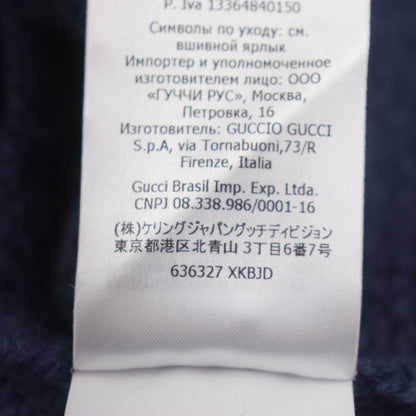 P. Iva 13364840150
Символы по уходу: см.
вшивной ярлык
Импортер и уполномоченное
изготовителем лицо: ООО
«ГУЧЧИ РУС», Москва,
Петровка, 16
Изготовитель: GUCCIO GUCCI
S.p.A, via Tornabuoni,73/R
Firenze, Italia
Gucci Brasil Imp. Exp. Ltda.
CNPJ 08.338.986/0001-16
(株)ケリングジャパングッチディビジョン
東京都港区北青山 3丁目6番7号
636327 XKBJD